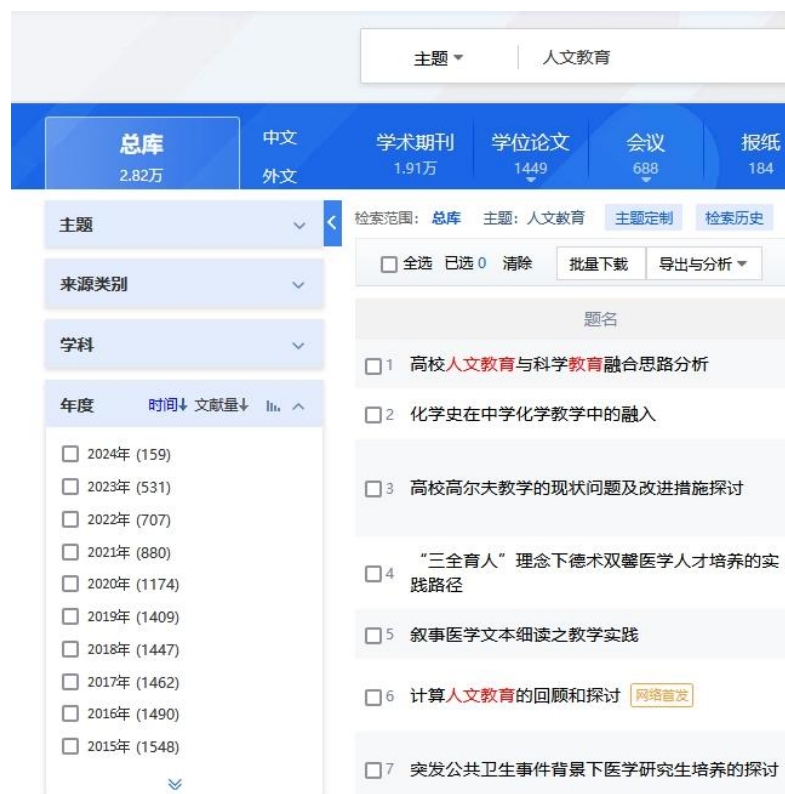 主题 人文教育
总库 中文 学术期刊 学位论文 会议 报纸
2.82万 外文 1.91万 1449 688 184
主题
来源类别
学科
年度 时间↓ 文献量↓
2024年 (159)
2023年 (531)
2022年 (707)
2021年 (880)
2020年 (1174)
2019年 (1409)
2018年 (1447)
2017年 (1462)
2016年 (1490)
2015年 (1548)
检索范围：总库 主题：人文教育 主题定制 检索历史
全选 已选 0 清除 批量下载 导出与分析
题名
1 高校人文教育与科学教育融合思路分析
2 化学史在中学化学教学中的融入
3 高校高尔夫教学的现状问题及改进措施探讨
4 “三全育人”理念下德术双馨医学人才培养的实
践路径
5 叙事医学文本细读之教学实践
6 计算人文教育的回顾和探讨 网络首发
7 突发公共卫生事件背景下医学研究生培养的探讨